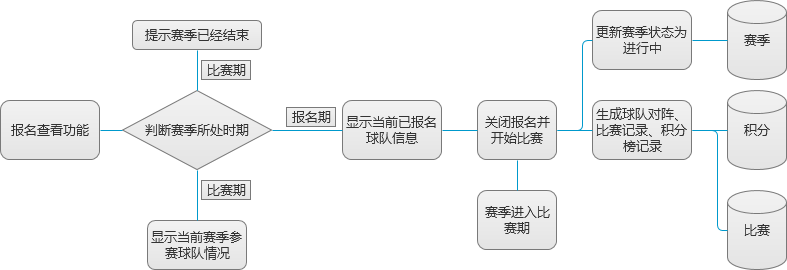 提示赛季已经结束
比赛期
报名查看功能
判断赛季所处时期
报名期
显示当前已报名
球队信息
关闭报名并
开始比赛
更新赛季状态为
进行中
赛季
生成球队对阵、
比赛记录、积分
榜记录
积分
比赛期
显示当前赛季参
赛球队情况
赛季进入比
赛期
比赛